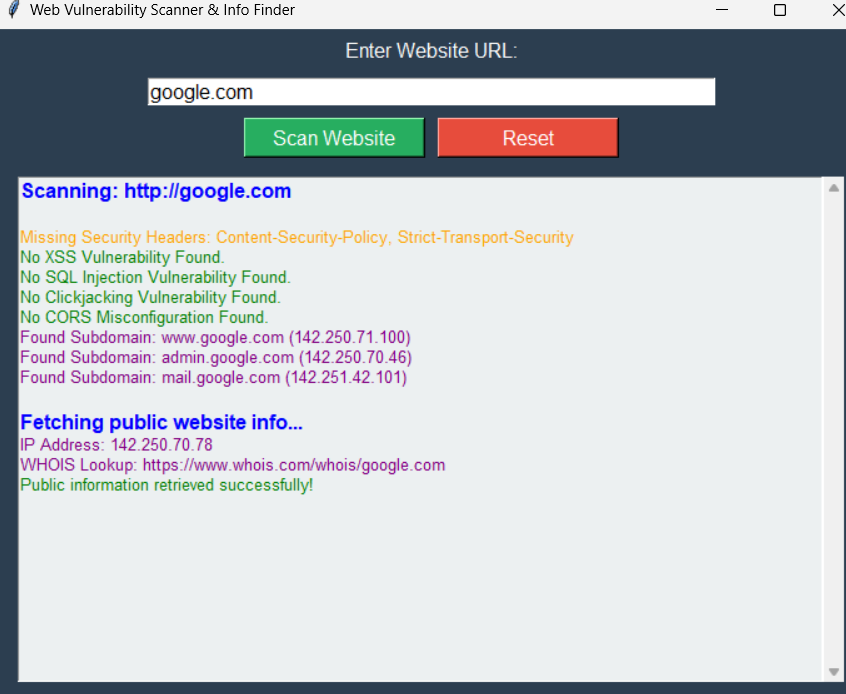 Web Vulnerability Scanner & Info Finder
Enter Website URL:
google.com
Scan Website
Reset
Scanning: http://google.com
Missing Security Headers: Content-Security-Policy, Strict-Transport-Security
No XSS Vulnerability Found.
No SQL Injection Vulnerability Found.
No Clickjacking Vulnerability Found.
No CORS Misconfiguration Found.
Found Subdomain: www.google.com (142.250.71.100)
Found Subdomain: admin.google.com (142.250.70.46)
Found Subdomain: mail.google.com (142.251.42.101)
Fetching public website info...
IP Address: 142.250.70.78
WHOIS Lookup: https://www.whois.com/whois/google.com
Public information retrieved successfully!